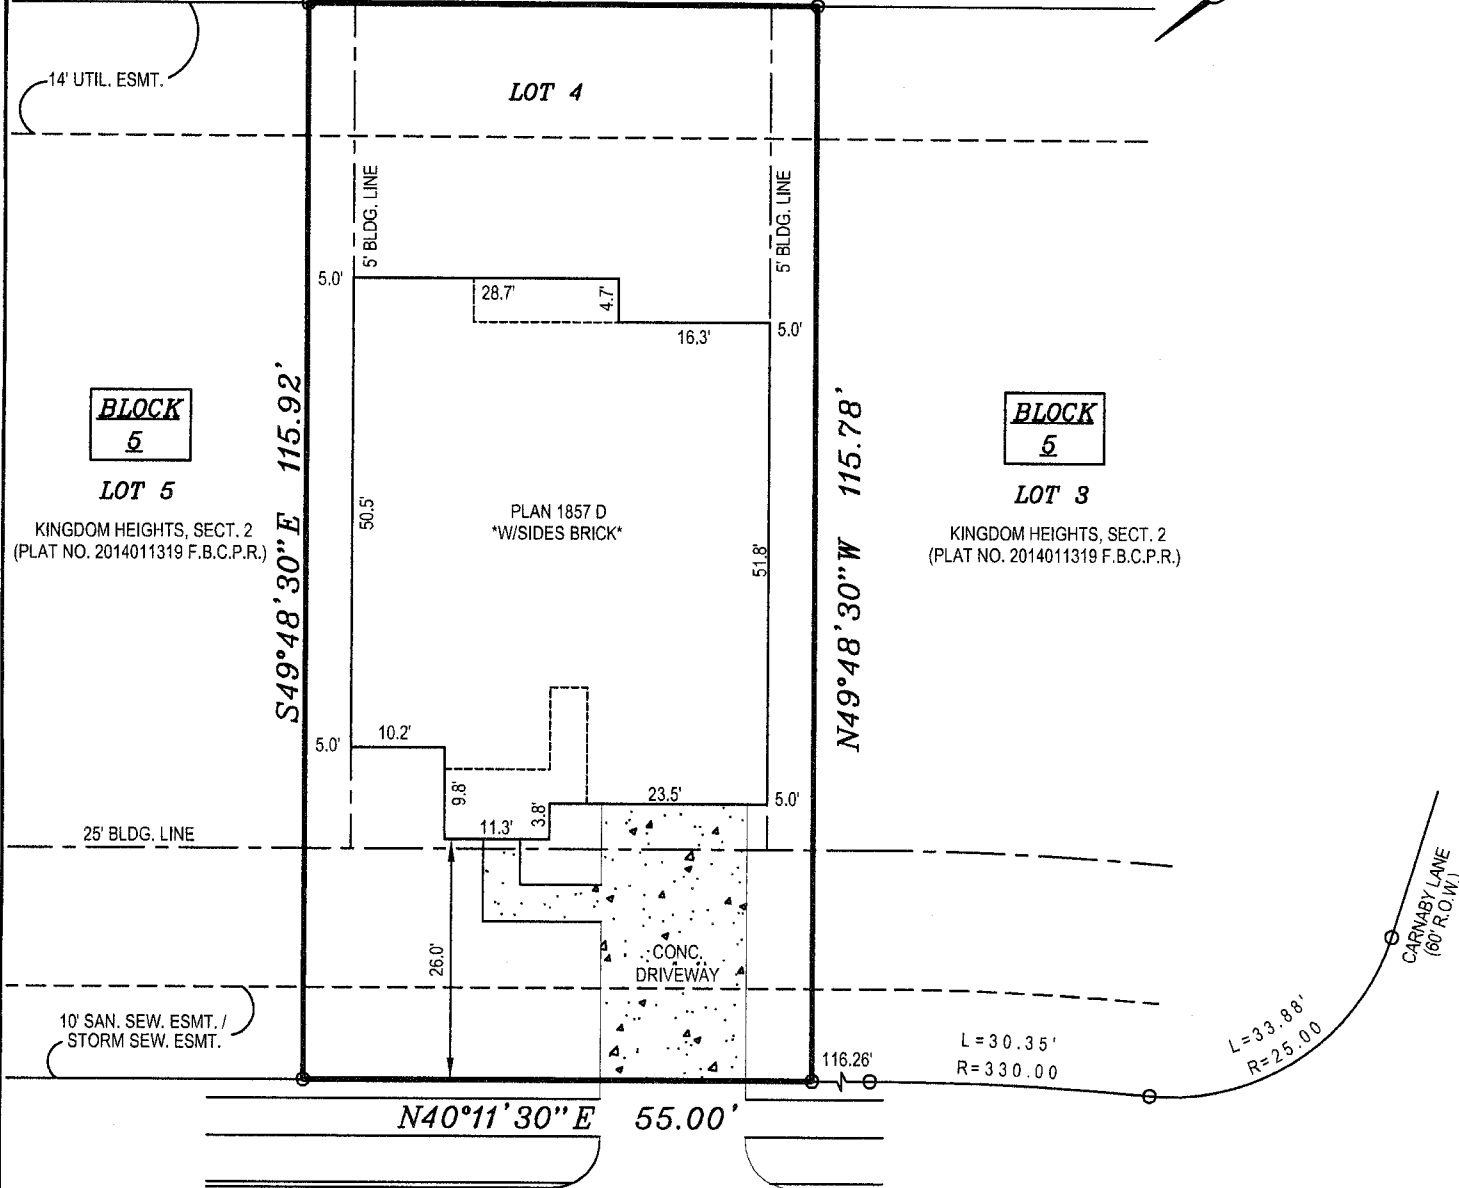 14' UTIL. ESMT.
LOT 4
5' BLDG. LINE
5' BLDG. LINE
5.0'
28.7'
4.7'
16.3'
5.0'
BLOCK
5
LOT 5
KINGDOM HEIGHTS, SECT. 2
(PLAT NO. 2014011319 F.B.C.P.R.)
S49°48'30"E 115.92'
50.5'
PLAN 1857 D
*W/SIDES BRICK*
51.8'
N49°48'30"W 115.78'
BLOCK
5
LOT 3
KINGDOM HEIGHTS, SECT. 2
(PLAT NO. 2014011319 F.B.C.P.R.)
5.0'
10.2'
9.8'
11.3'
3.8'
23.5'
5.0'
25' BLDG. LINE
26.0'
CONC.
DRIVEWAY
CARNABY LANE
(60' R.O.W.)
10' SAN. SEW. ESMT. /
STORM SEW. ESMT.
116.26'
L=30.35'
R=330.00
L=33.88'
R=25.00
N40°11'30"E 55.00'